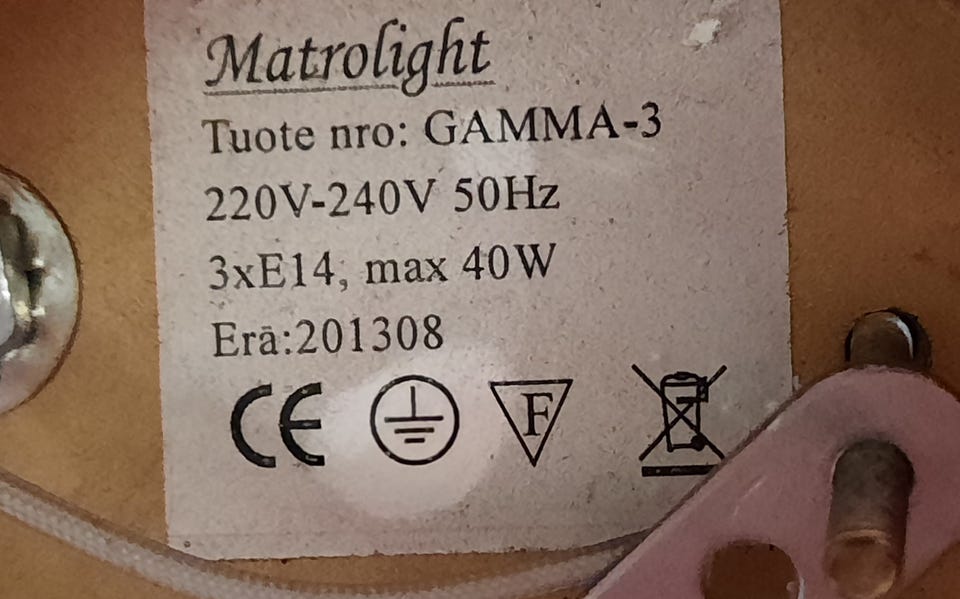 Matrolight
Tuote nro: GAMMA-3
220V-240V 50Hz
3xE14, max 40W
Erä:201308
CE F